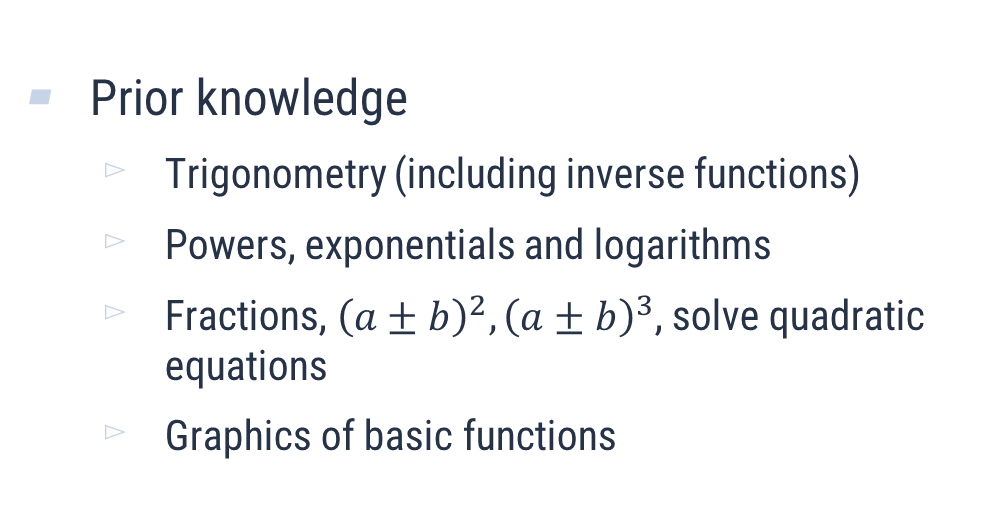 Prior knowledge
Trigonometry (including inverse functions)
Powers, exponentials and logarithms
Fractions, (𝑎 ± 𝑏)², (𝑎 ± 𝑏)³, solve quadratic
equations
Graphics of basic functions